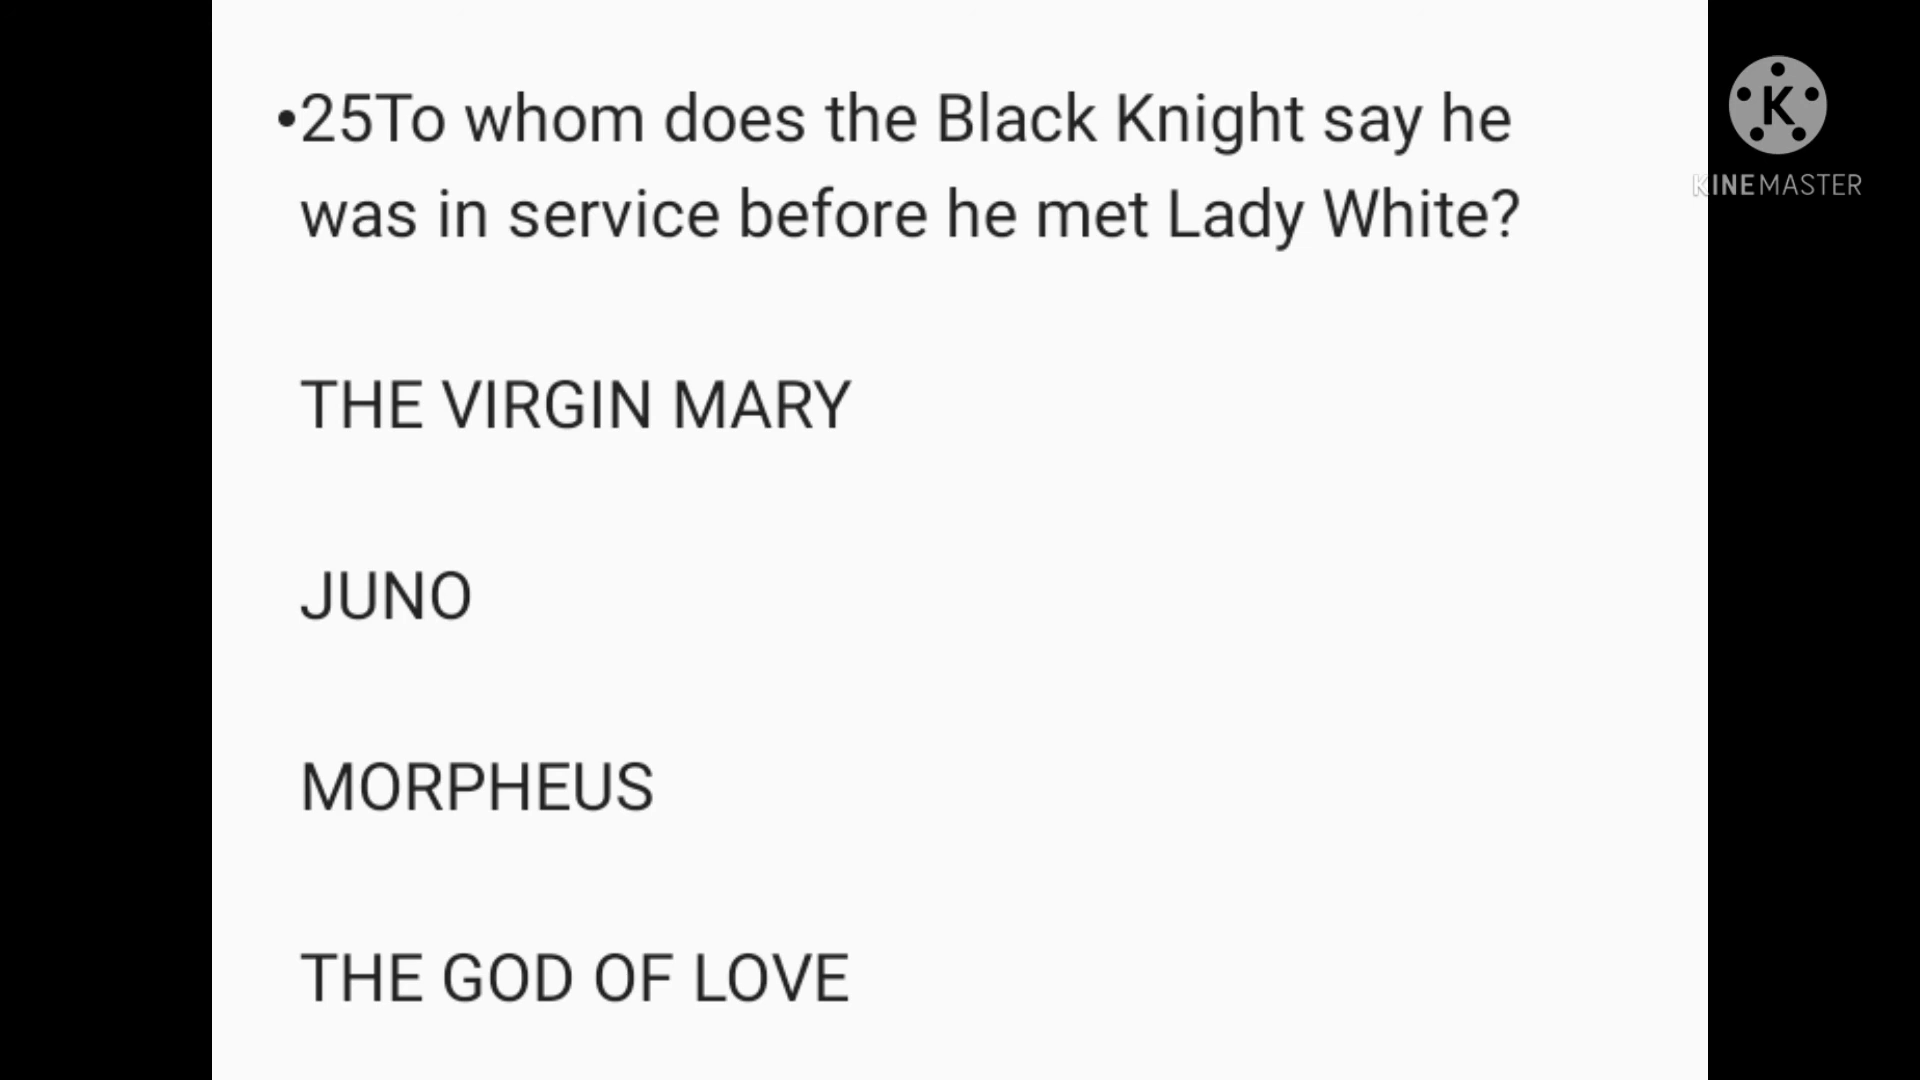 •25To whom does the Black Knight say he
was in service before he met Lady White?
THE VIRGIN MARY
JUNO
MORPHEUS
THE GOD OF LOVE
K
KINEMASTER